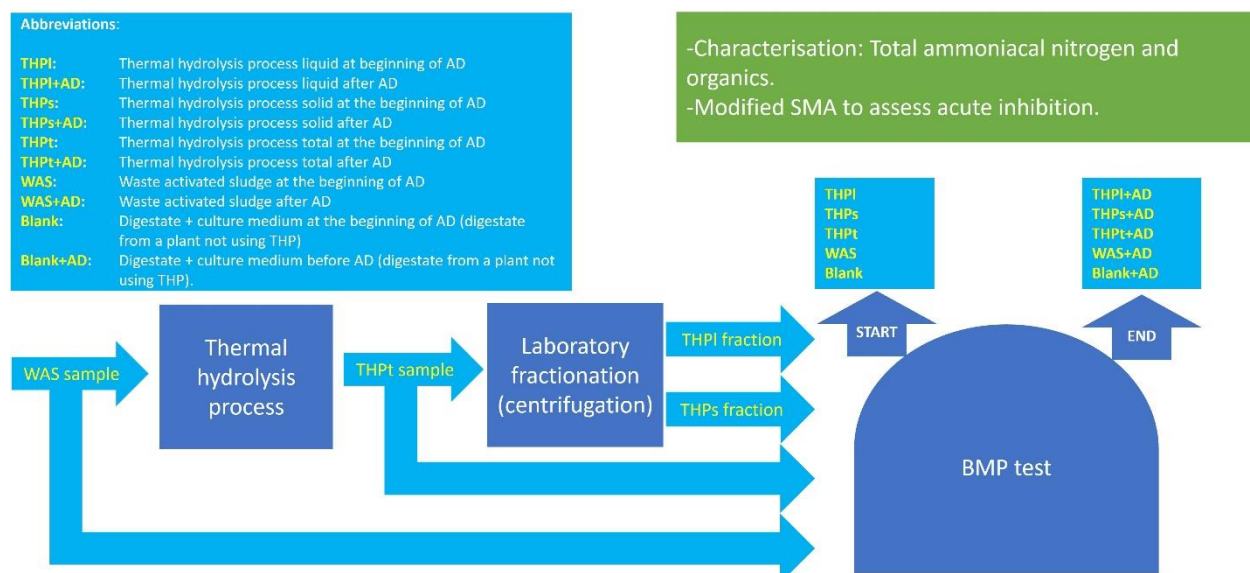 Abbreviations:
THPl: Thermal hydrolysis process liquid at beginning of AD
THPl+AD: Thermal hydrolysis process liquid after AD
THPs: Thermal hydrolysis process solid at the beginning of AD
THPs+AD: Thermal hydrolysis process solid after AD
THPt: Thermal hydrolysis process total at the beginning of AD
THPt+AD: Thermal hydrolysis process total after AD
WAS: Waste activated sludge at the beginning of AD
WAS+AD: Waste activated sludge after AD
Blank: Digestate + culture medium at the beginning of AD (digestate
from a plant not using THP)
Blank+AD: Digestate + culture medium before AD (digestate from a plant not
using THP).
-Characterisation: Total ammoniacal nitrogen and
organics.
-Modified SMA to assess acute inhibition.
THPl
THPs
THPt
WAS
Blank
THPl+AD
THPs+AD
THPt+AD
WAS+AD
Blank+AD
START
END
WAS sample
Thermal
hydrolysis
process
THPt sample
Laboratory
fractionation
(centrifugation)
THPl fraction
THPs fraction
BMP test